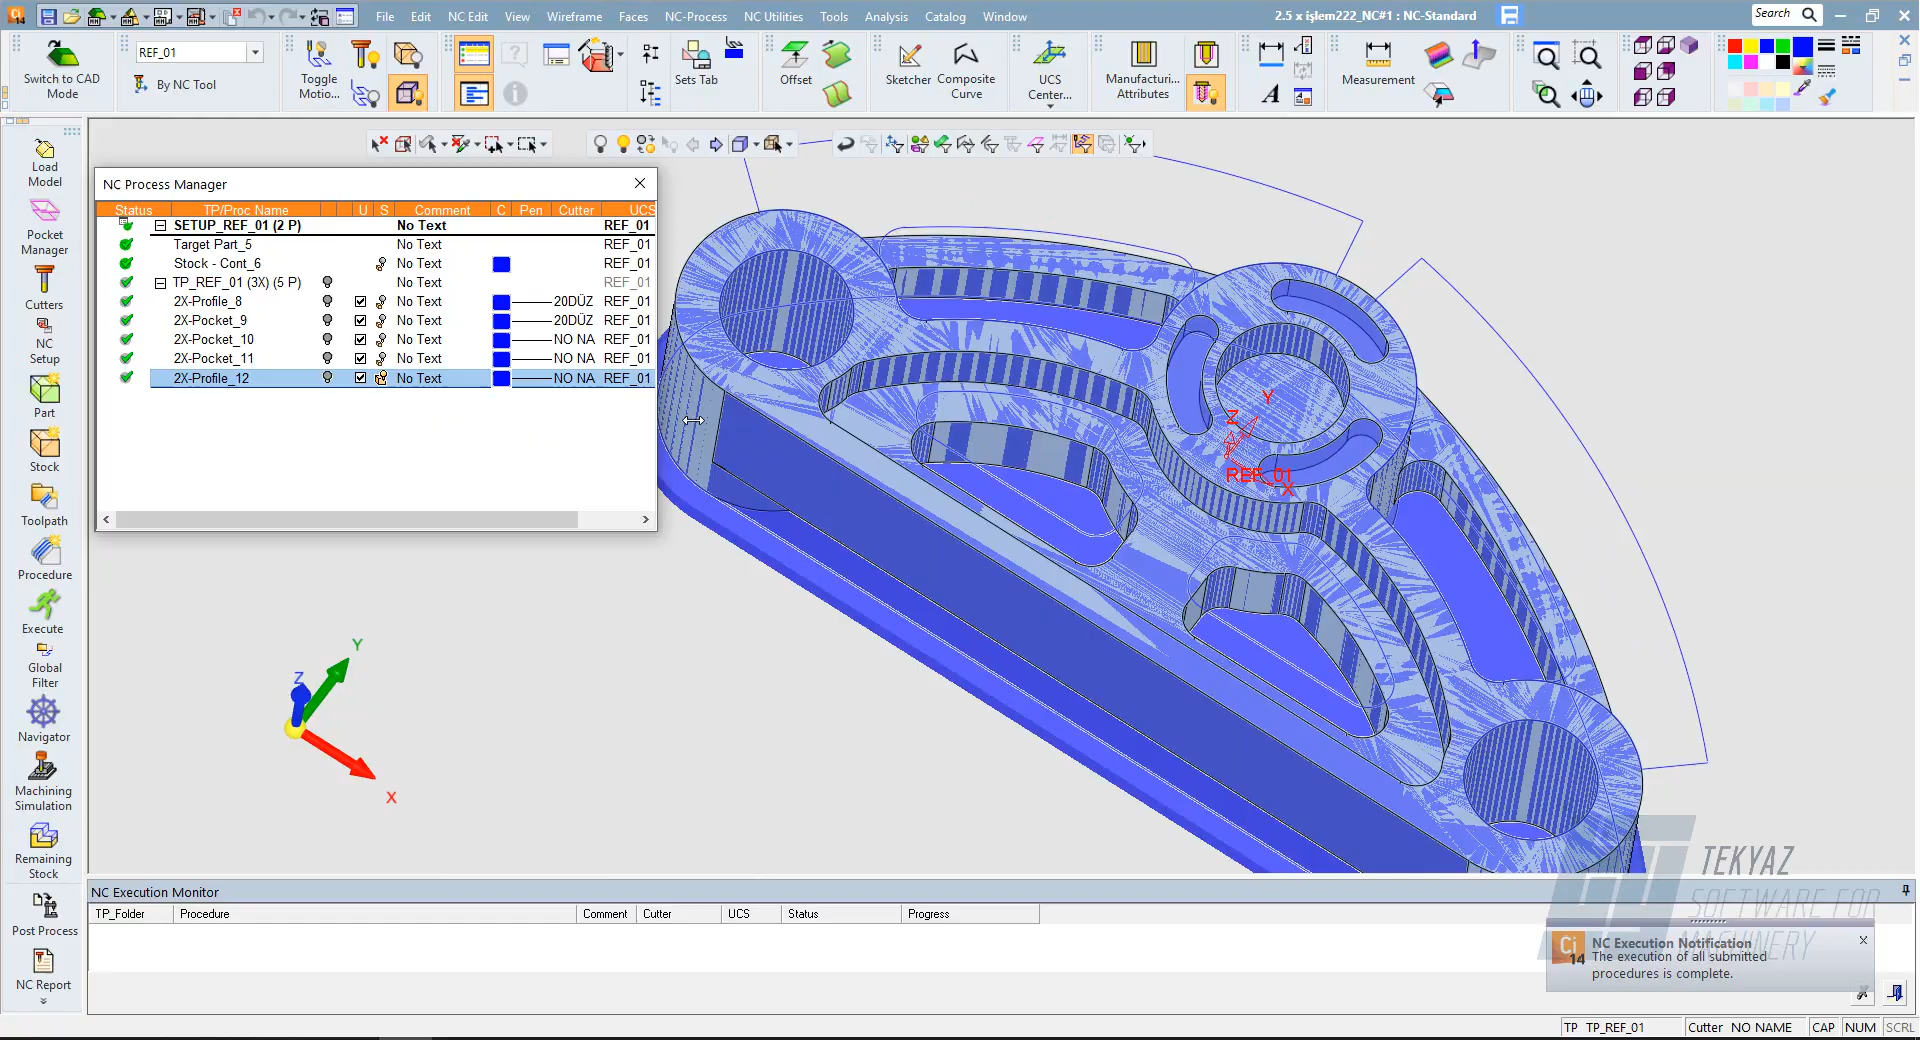 File Edit NC Edit View Wireframe Faces NC-Process NC Utilities Tools Analysis Catalog Window
2.5 x işlem222_NC#1 : NC-Standard
Search
Switch to CAD Mode
REF_01
By NC Tool
Toggle Motio...
Sets Tab
Offset
Sketcher
Composite Curve
UCS Center...
Manufacturi... Attributes
Measurement
Load Model
Pocket Manager
Cutters
NC Setup
Part
Stock
Toolpath
Procedure
Execute
Global Filter
Navigator
Machining Simulation
Remaining Stock
Post Process
NC Report
NC Process Manager
Status TP/Proc Name U S Comment C Pen Cutter UCS
SETUP_REF_01 (2 P) No Text REF_01
Target Part_5 No Text REF_01
Stock - Cont_6 No Text REF_01
TP_REF_01 (3X) (5 P) No Text REF_01
2X-Profile_8 No Text 20DÜZ REF_01
2X-Pocket_9 No Text 20DÜZ REF_01
2X-Pocket_10 No Text NO NA REF_01
2X-Pocket_11 No Text NO NA REF_01
2X-Profile_12 No Text NO NA REF_01
Y
Z
REF_01
X
Y
Z
X
NC Execution Monitor
TP_Folder Procedure Comment Cutter UCS Status Progress
TEKYAZ
SOFTWARE FOR
MACHINERY
Ci 14
NC Execution Notification
The execution of all submitted
procedures is complete.
TP TP_REF_01 Cutter NO NAME CAP NUM SCRL